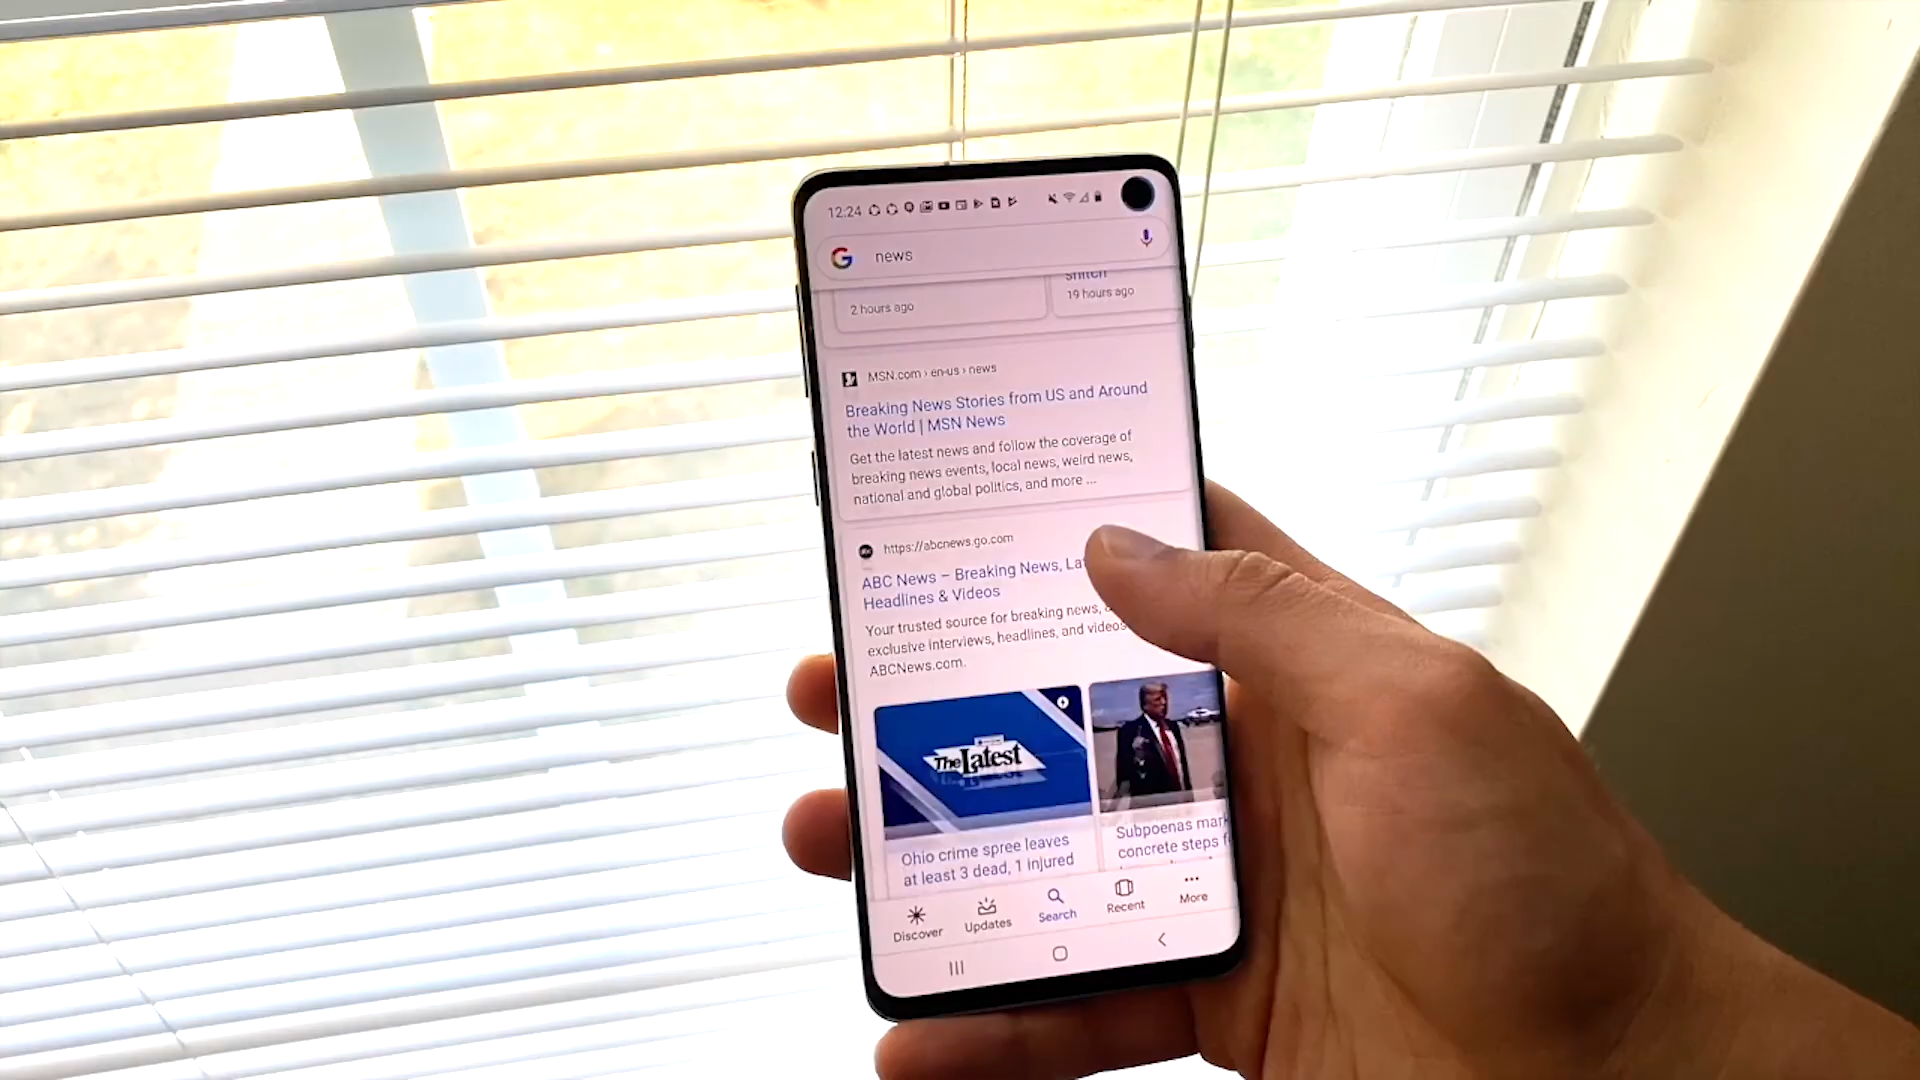 12:24
news
2 hours ago
19 hours ago
MSN.com › en-us › news
Breaking News Stories from US and Around
the World | MSN News
Get the latest news and follow the coverage of
breaking news events, local news, weird news,
national and global politics, and more ...
https://abcnews.go.com
ABC News – Breaking News,
Headlines & Videos
Your trusted source for breaking news,
exclusive interviews, headlines, and videos
ABCNews.com.
The Latest
Ohio crime spree leaves
at least 3 dead, 1 injured
Subpoenas
concrete steps
Discover
Updates
Search
Recent
More